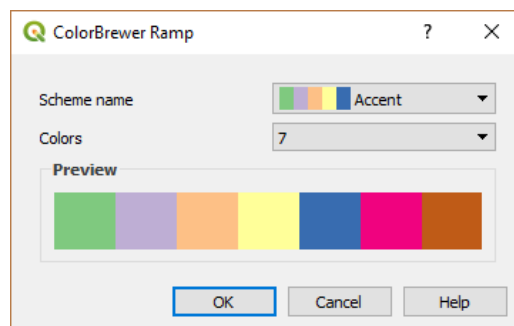 ColorBrewer Ramp ?
Scheme name Accent
Colors 7
Preview
OK Cancel Help